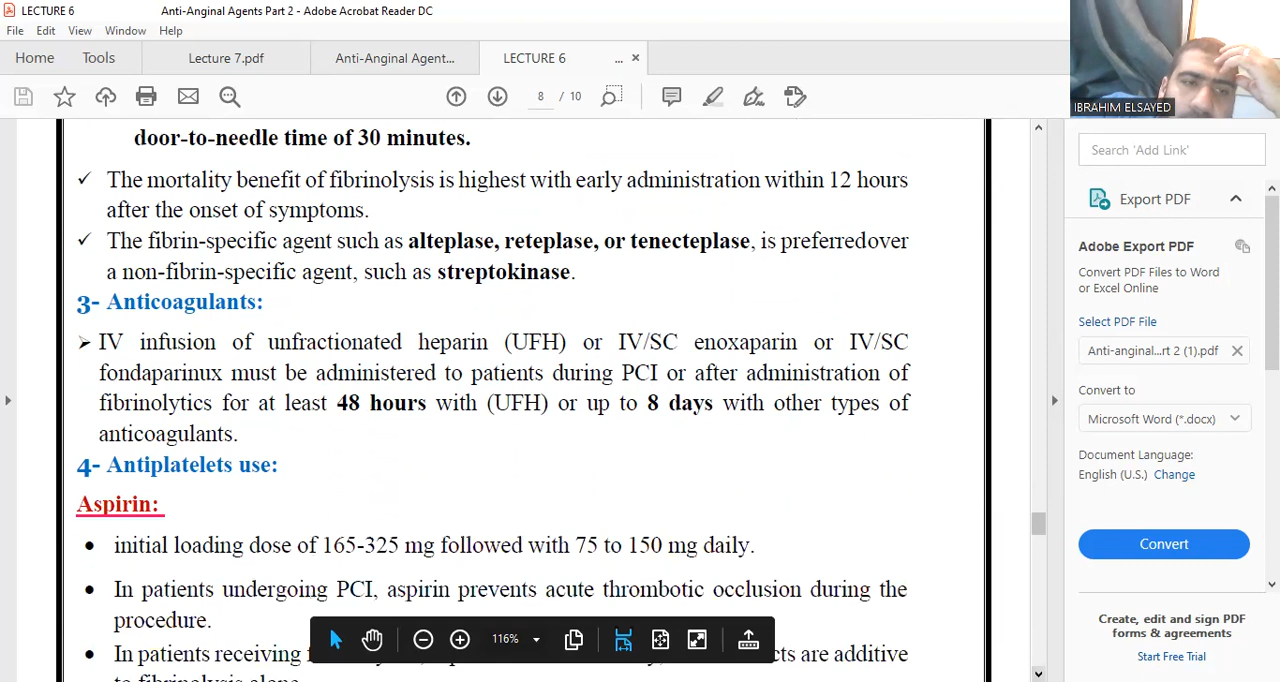 LECTURE 6
Anti-Anginal Agents Part 2 - Adobe Acrobat Reader DC
File Edit View Window Help
Home Tools Lecture 7.pdf Anti-Anginal Agent... LECTURE 6 ... ×
8 / 10
IBRAHIM ELSAYED
door-to-needle time of 30 minutes.
✓ The mortality benefit of fibrinolysis is highest with early administration within 12 hours
after the onset of symptoms.
✓ The fibrin-specific agent such as alteplase, reteplase, or tenecteplase, is preferredover
a non-fibrin-specific agent, such as streptokinase.
3- Anticoagulants:
➢ IV infusion of unfractionated heparin (UFH) or IV/SC enoxaparin or IV/SC
fondaparinux must be administered to patients during PCI or after administration of
fibrinolytics for at least 48 hours with (UFH) or up to 8 days with other types of
anticoagulants.
4- Antiplatelets use:
Aspirin:
• initial loading dose of 165-325 mg followed with 75 to 150 mg daily.
• In patients undergoing PCI, aspirin prevents acute thrombotic occlusion during the
procedure.
• In patients receiving
are additive
116%
Search 'Add Link'
Export PDF
Adobe Export PDF
Convert PDF Files to Word
or Excel Online
Select PDF File
Anti-anginal...rt 2 (1).pdf ×
Convert to
Microsoft Word (*.docx)
Document Language:
English (U.S.) Change
Convert
Create, edit and sign PDF
forms & agreements
Start Free Trial